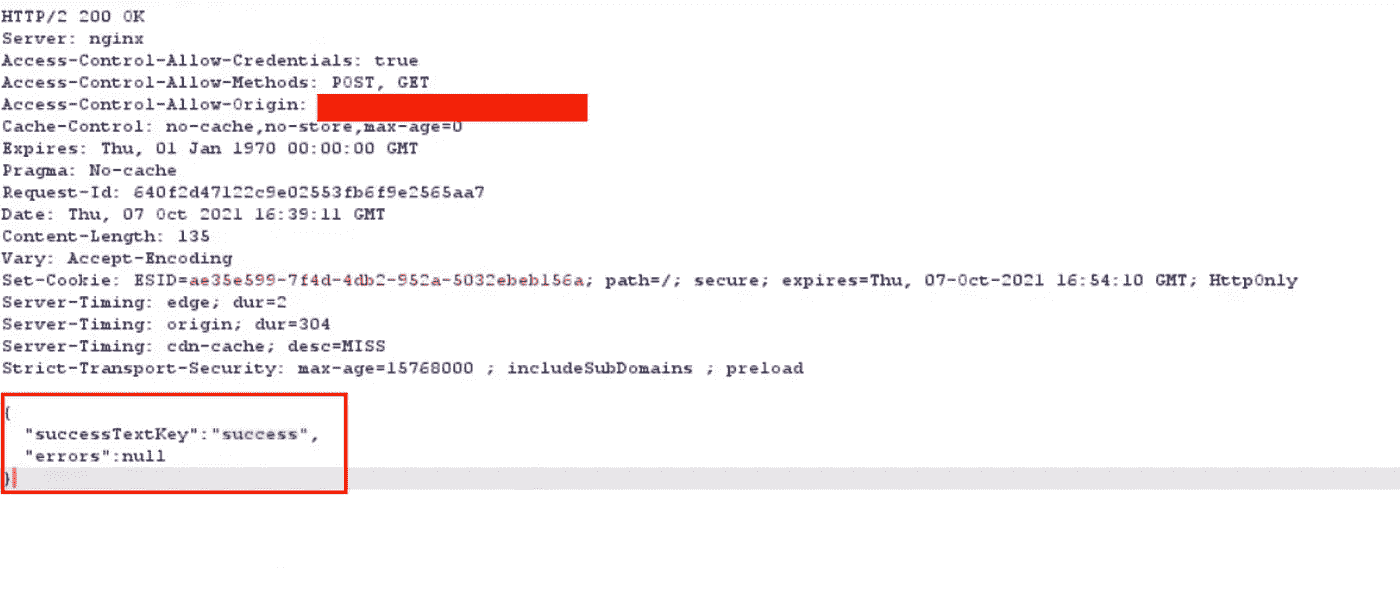 HTTP/2 200 OK
Server: nginx
Access-Control-Allow-Credentials: true
Access-Control-Allow-Methods: POST, GET
Access-Control-Allow-Origin:
Cache-Control: no-cache,no-store,max-age=0
Expires: Thu, 01 Jan 1970 00:00:00 GMT
Pragma: No-cache
Request-Id: 640f2d47122c9e02553fb6f9e2565aa7
Date: Thu, 07 Oct 2021 16:39:11 GMT
Content-Length: 135
Vary: Accept-Encoding
Set-Cookie: ESID=ae35e599-7f4d-4db2-952a-5032ebeb156a; path=/; secure; expires=Thu, 07-Oct-2021 16:54:10 GMT; HttpOnly
Server-Timing: edge; dur=2
Server-Timing: origin; dur=304
Server-Timing: cdn-cache; desc=MISS
Strict-Transport-Security: max-age=15768000 ; includeSubDomains ; preload
{
"successTextKey":"success",
"errors":null
}